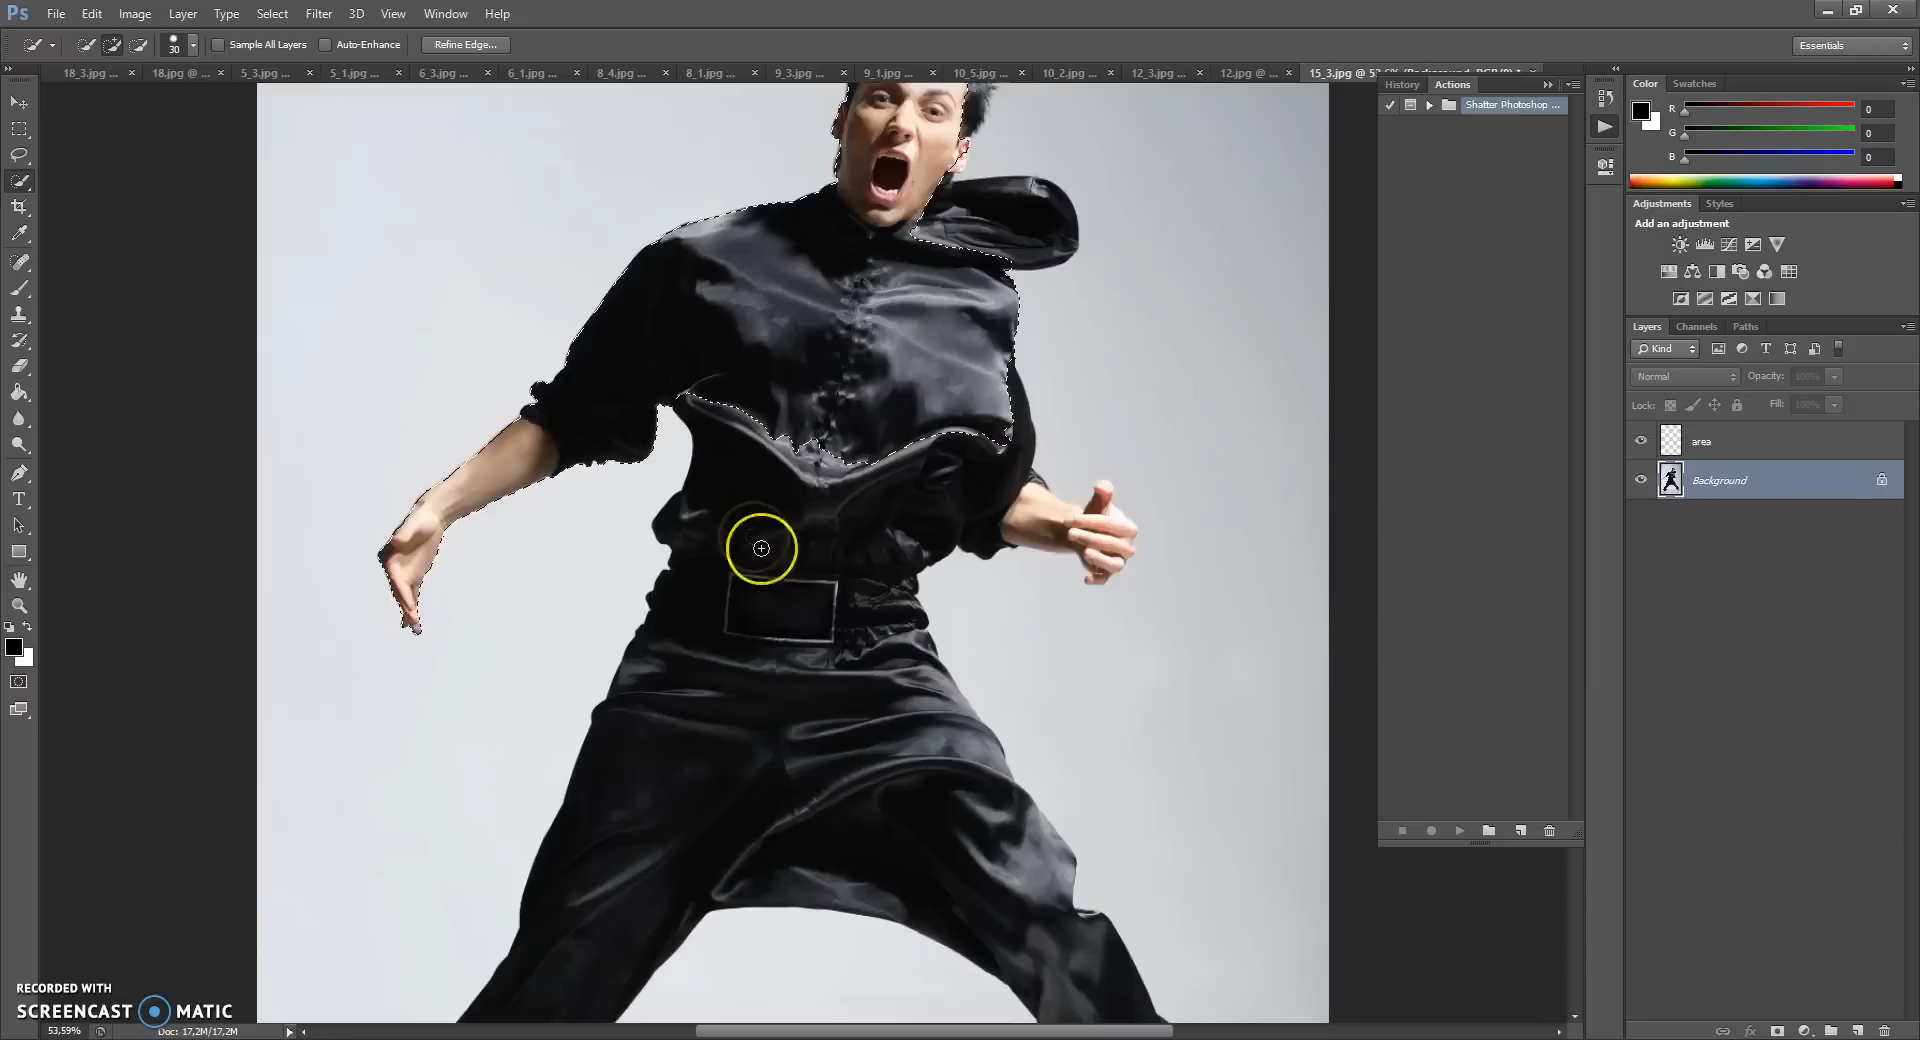 Ps File Edit Image Layer Type Select Filter 3D View Window Help
30 Sample All Layers Auto-Enhance Refine Edge... Essentials
18_3.jpg ... × 18.jpg @ ... × 5_3.jpg ... × 5_1.jpg ... × 6_3.jpg ... × 6_1.jpg ... × 8_4.jpg ... × 8_1.jpg ... × 9_3.jpg ... × 9_1.jpg ... × 10_5.jpg ... × 10_2.jpg ... × 12_3.jpg ... × 12.jpg @ ... × 15_3.jpg @
History Actions
Shatter Photoshop ...
Color Swatches
R 0
G 0
B 0
Adjustments Styles
Add an adjustment
Layers Channels Paths
Kind
Normal Opacity: 100%
Lock: Fill: 100%
area
Background
RECORDED WITH
SCREENCAST MATIC
53,59% Doc: 17,2M/17,2M